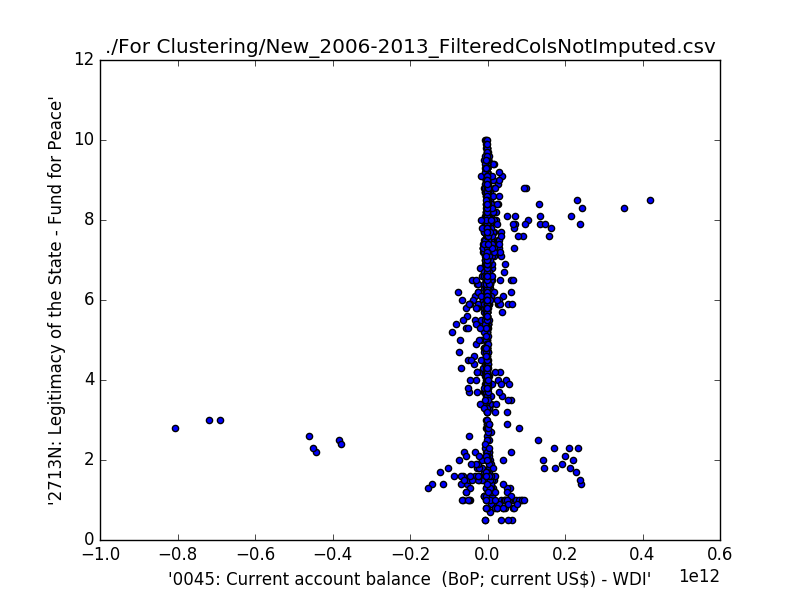 ./For Clustering/New_2006-2013_FilteredColsNotImputed.csv
'2713N: Legitimacy of the State - Fund for Peace'
12
10
8
6
4
2
0
−1.0 −0.8 −0.6 −0.4 −0.2 0.0 0.2 0.4 0.6
'0045: Current account balance  (BoP; current US$) - WDI' 1e12